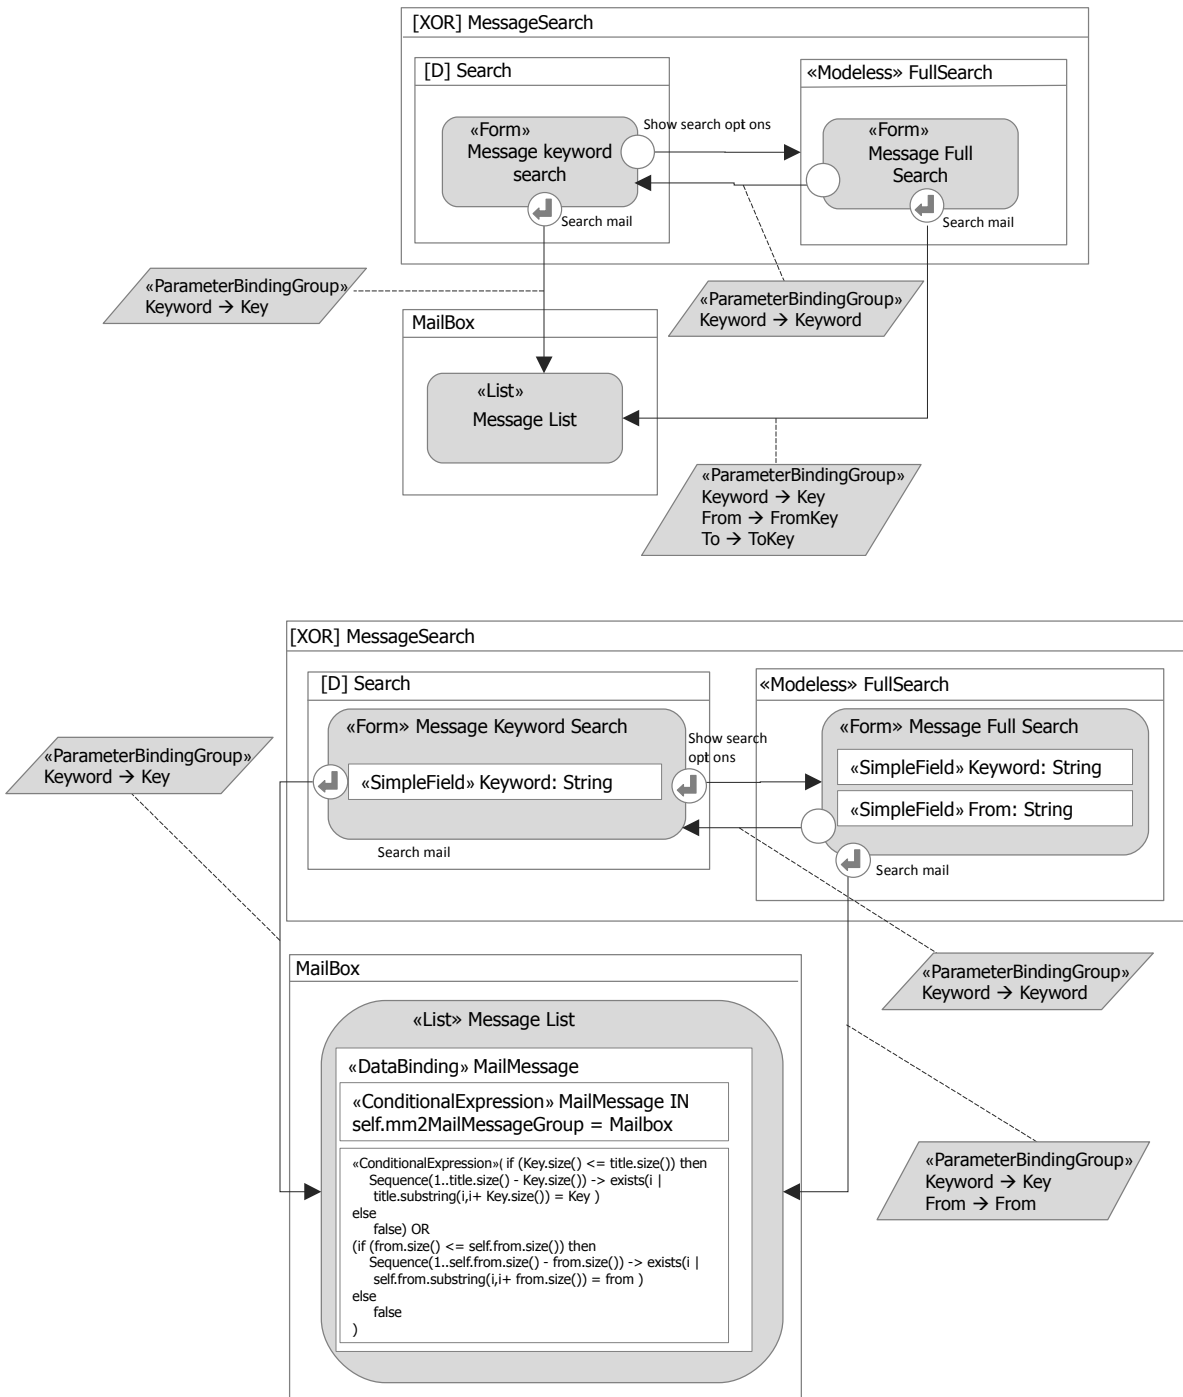 [XOR] MessageSearch
[D] Search
«Modeless» FullSearch
«Form»
Message keyword
search
Show search opt ons
«Form»
Message Full
Search
Search mail
Search mail
«ParameterBindingGroup»
Keyword → Key
«ParameterBindingGroup»
Keyword → Keyword
MailBox
«List»
Message List
«ParameterBindingGroup»
Keyword → Key
From → FromKey
To → ToKey
[XOR] MessageSearch
[D] Search
«Modeless» FullSearch
«Form» Message Keyword Search
Show search
opt ons
«Form» Message Full Search
«ParameterBindingGroup»
Keyword → Key
«SimpleField» Keyword: String
«SimpleField» Keyword: String
«SimpleField» From: String
Search mail
Search mail
MailBox
«ParameterBindingGroup»
Keyword → Keyword
«List» Message List
«DataBinding» MailMessage
«ConditionalExpression» MailMessage IN
self.mm2MailMessageGroup = Mailbox
«ConditionalExpression»( if (Key.size() <= title.size()) then
Sequence(1..title.size() - Key.size()) -> exists(i |
title.substring(i,i+ Key.size()) = Key )
else
false) OR
(if (from.size() <= self.from.size()) then
Sequence(1..self.from.size() - from.size()) -> exists(i |
self.from.substring(i,i+ from.size()) = from )
else
false
)
«ParameterBindingGroup»
Keyword → Key
From → From